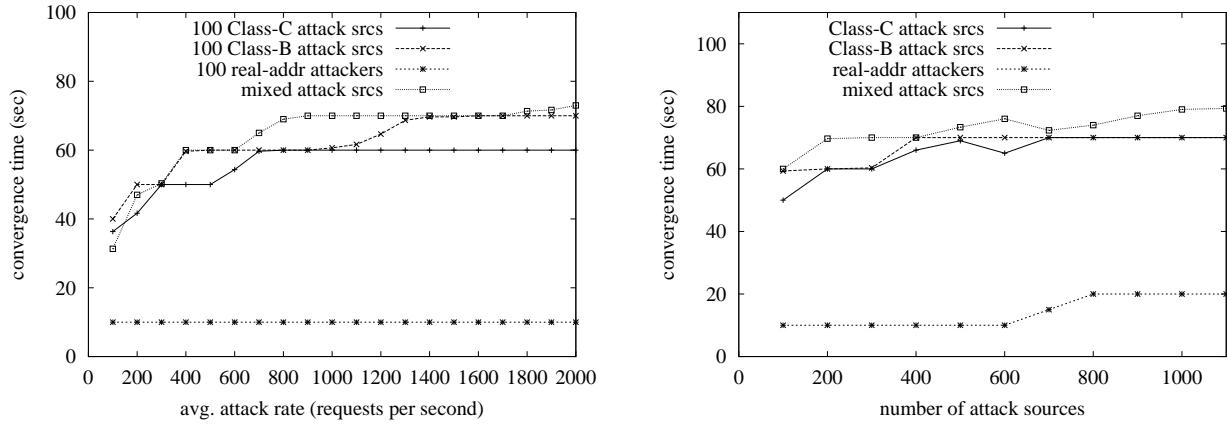 100
80
60
40
20
0
convergence time (sec)
100 Class-C attack srcs
100 Class-B attack srcs
100 real-addr attackers
mixed attack srcs
0 200 400 600 800 1000 1200 1400 1600 1800 2000
avg. attack rate (requests per second)
100
80
60
40
20
0
convergence time (sec)
Class-C attack srcs
Class-B attack srcs
real-addr attackers
mixed attack srcs
0 200 400 600 800 1000
number of attack sources